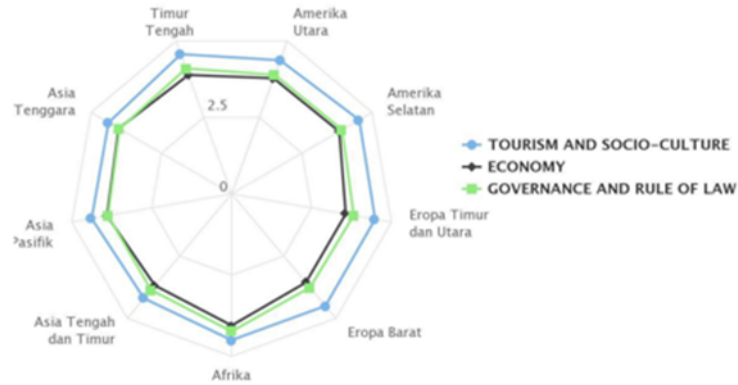 Timur
Tengah
Amerika
Utara
Asia
Tenggara
Amerika
Selatan
2.5
0
TOURISM AND SOCIO-CULTURE
ECONOMY
GOVERNANCE AND RULE OF LAW
Asia
Pasifik
Eropa Timur
dan Utara
Asia Tengah
dan Timur
Eropa Barat
Afrika